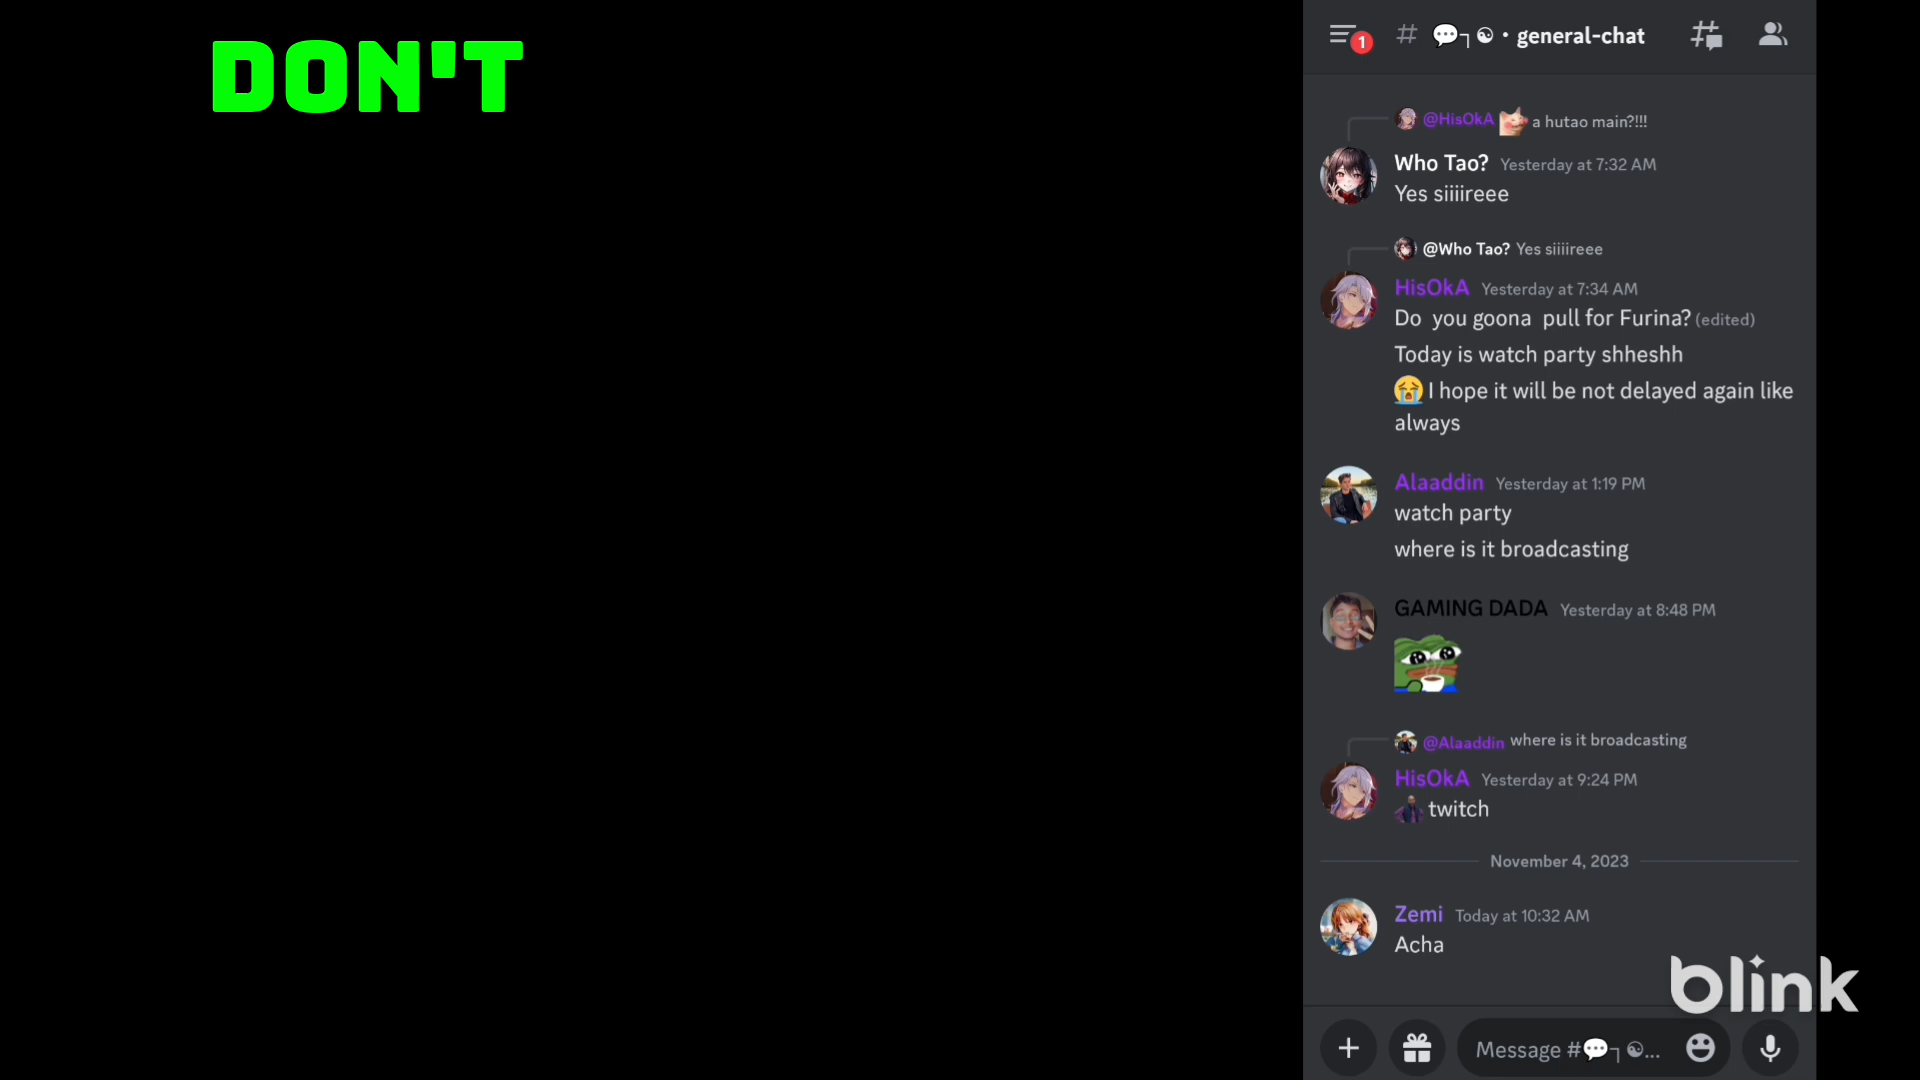 DON'T
1
# 💬┐☯ • general-chat
@HisOkA a hutao main?!!!
Who Tao? Yesterday at 7:32 AM
Yes siiiireee
@Who Tao? Yes siiiireee
HisOkA Yesterday at 7:34 AM
Do you goona pull for Furina? (edited)
Today is watch party shheshh
😭 I hope it will be not delayed again like
always
Alaaddin Yesterday at 1:19 PM
watch party
where is it broadcasting
GAMING DADA Yesterday at 8:48 PM
@Alaaddin where is it broadcasting
HisOkA Yesterday at 9:24 PM
twitch
November 4, 2023
Zemi Today at 10:32 AM
Acha
blink
Message #💬┐☯...